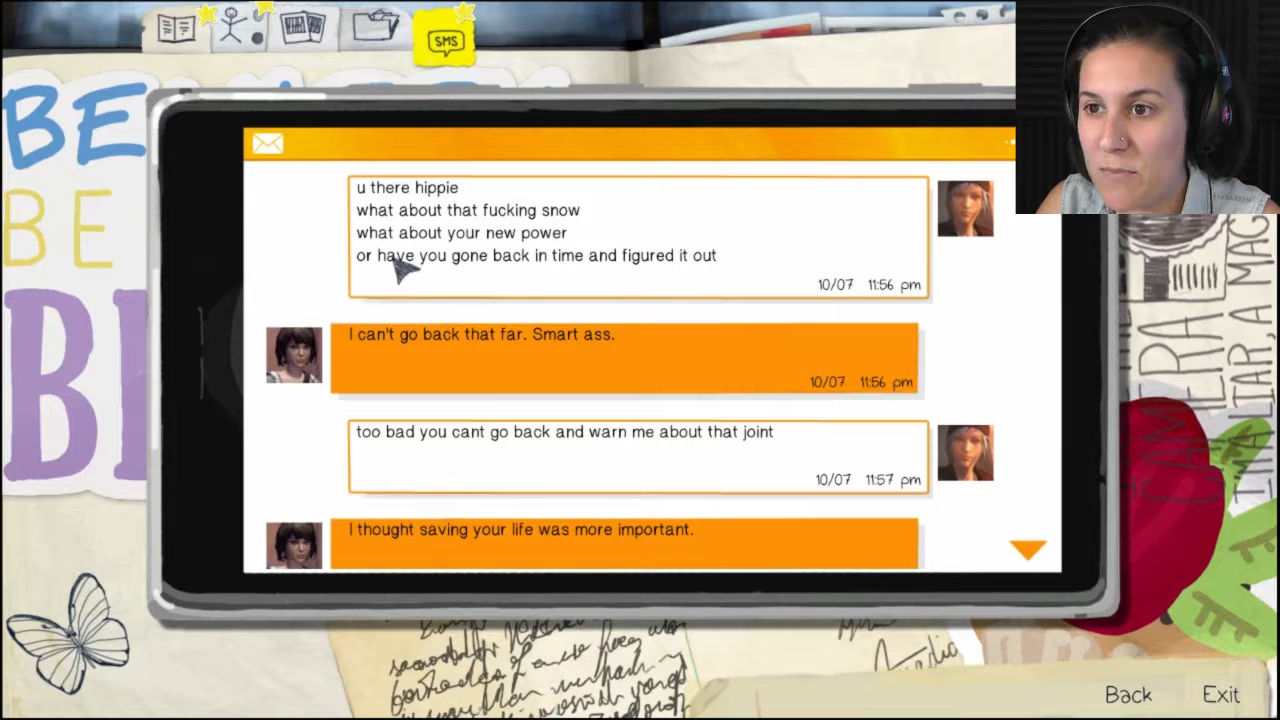 SMS
BE
BE
u there hippie
what about that fucking snow
what about your new power
or have you gone back in time and figured it out
10/07 11:56 pm
I can't go back that far. Smart ass.
10/07 11:56 pm
too bad you cant go back and warn me about that joint
10/07 11:57 pm
I thought saving your life was more important.
CAMERA
LIAR, A MAG
Back Exit